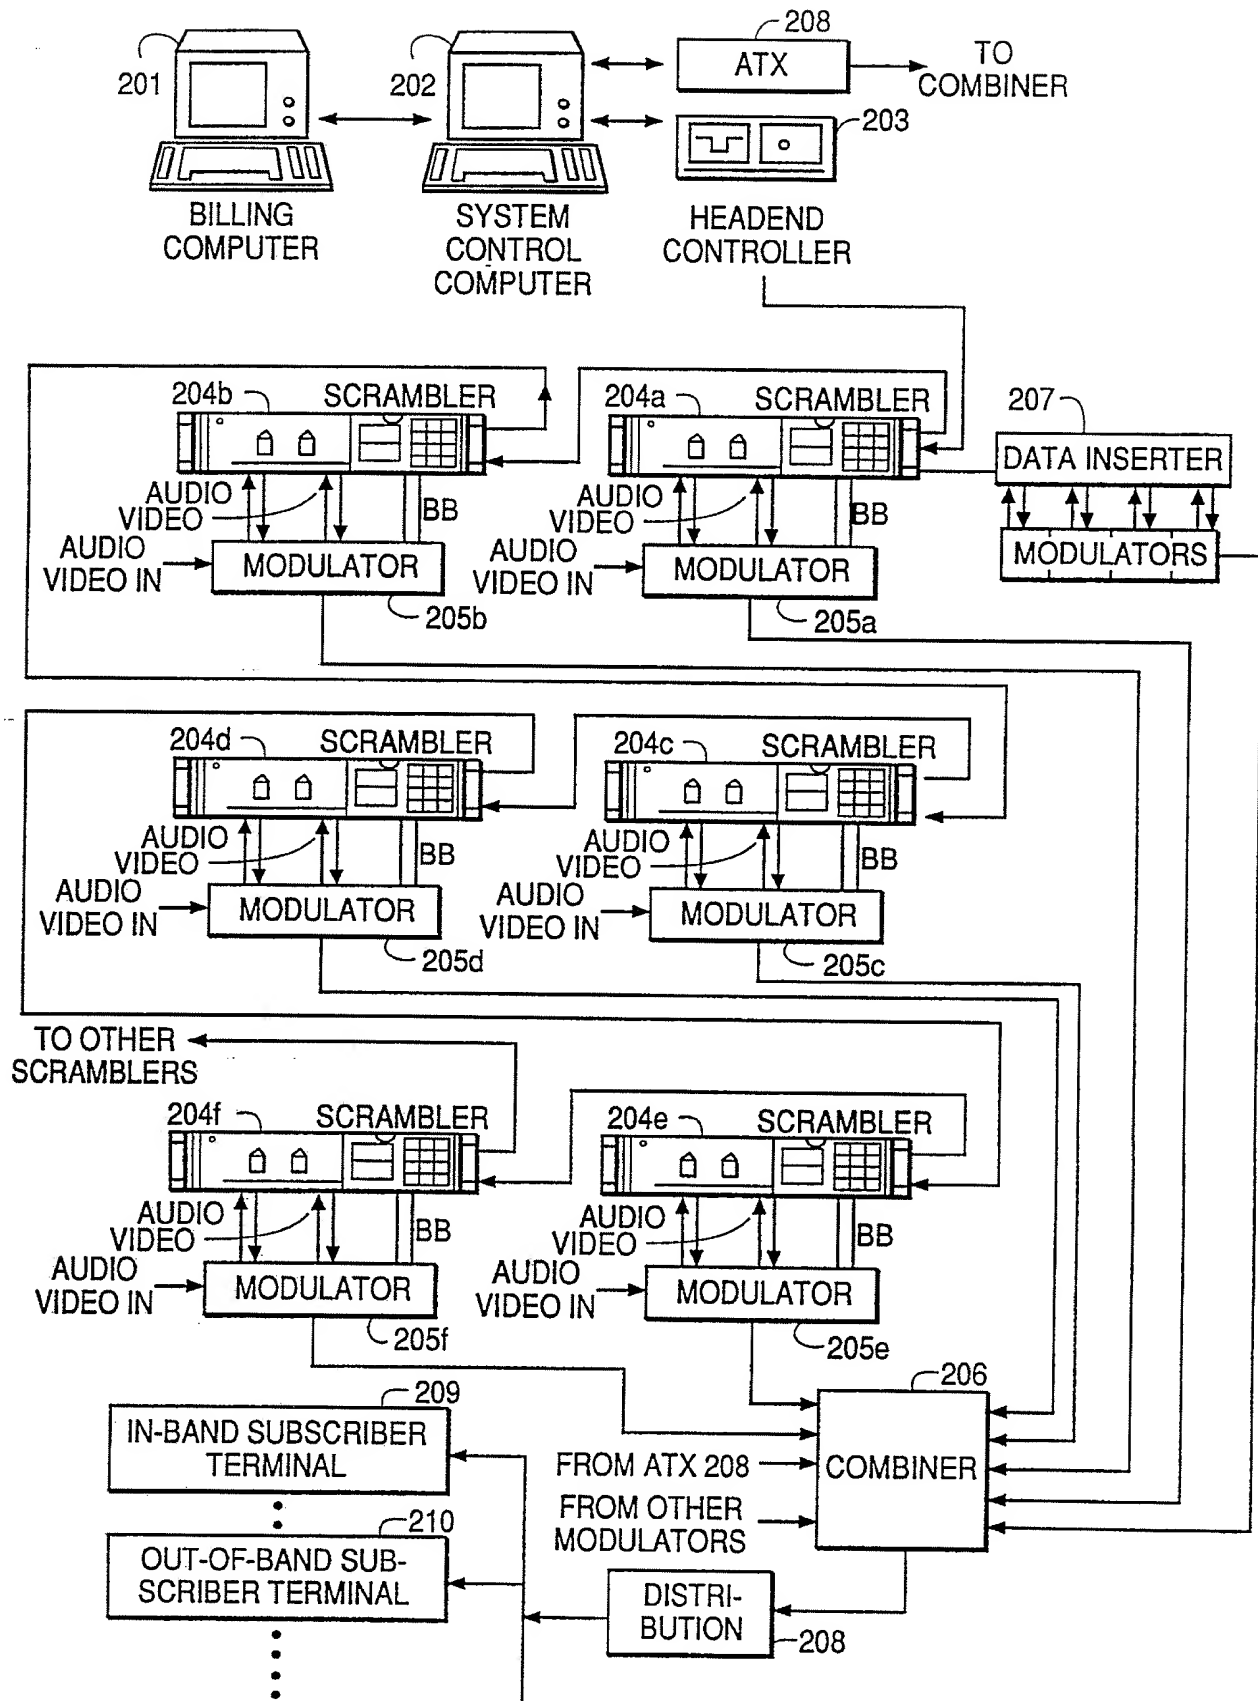 208
ATX
TO
COMBINER
201
202
203
BILLING
COMPUTER
SYSTEM
CONTROL
COMPUTER
HEADEND
CONTROLLER
204b
SCRAMBLER
204a
SCRAMBLER
207
DATA INSERTER
AUDIO
VIDEO
BB
AUDIO
VIDEO
BB
AUDIO
VIDEO IN
MODULATOR
AUDIO
VIDEO IN
MODULATOR
MODULATORS
205b
205a
204d
SCRAMBLER
204c
SCRAMBLER
AUDIO
VIDEO
BB
AUDIO
VIDEO
BB
AUDIO
VIDEO IN
MODULATOR
AUDIO
VIDEO IN
MODULATOR
205d
205c
TO OTHER
SCRAMBLERS
204f
SCRAMBLER
204e
SCRAMBLER
AUDIO
VIDEO
BB
AUDIO
VIDEO
BB
AUDIO
VIDEO IN
MODULATOR
AUDIO
VIDEO IN
MODULATOR
205f
205e
206
COMBINER
209
IN-BAND SUBSCRIBER
TERMINAL
FROM ATX 208
FROM OTHER
MODULATORS
210
OUT-OF-BAND SUB-
SCRIBER TERMINAL
DISTRI-
BUTION
208